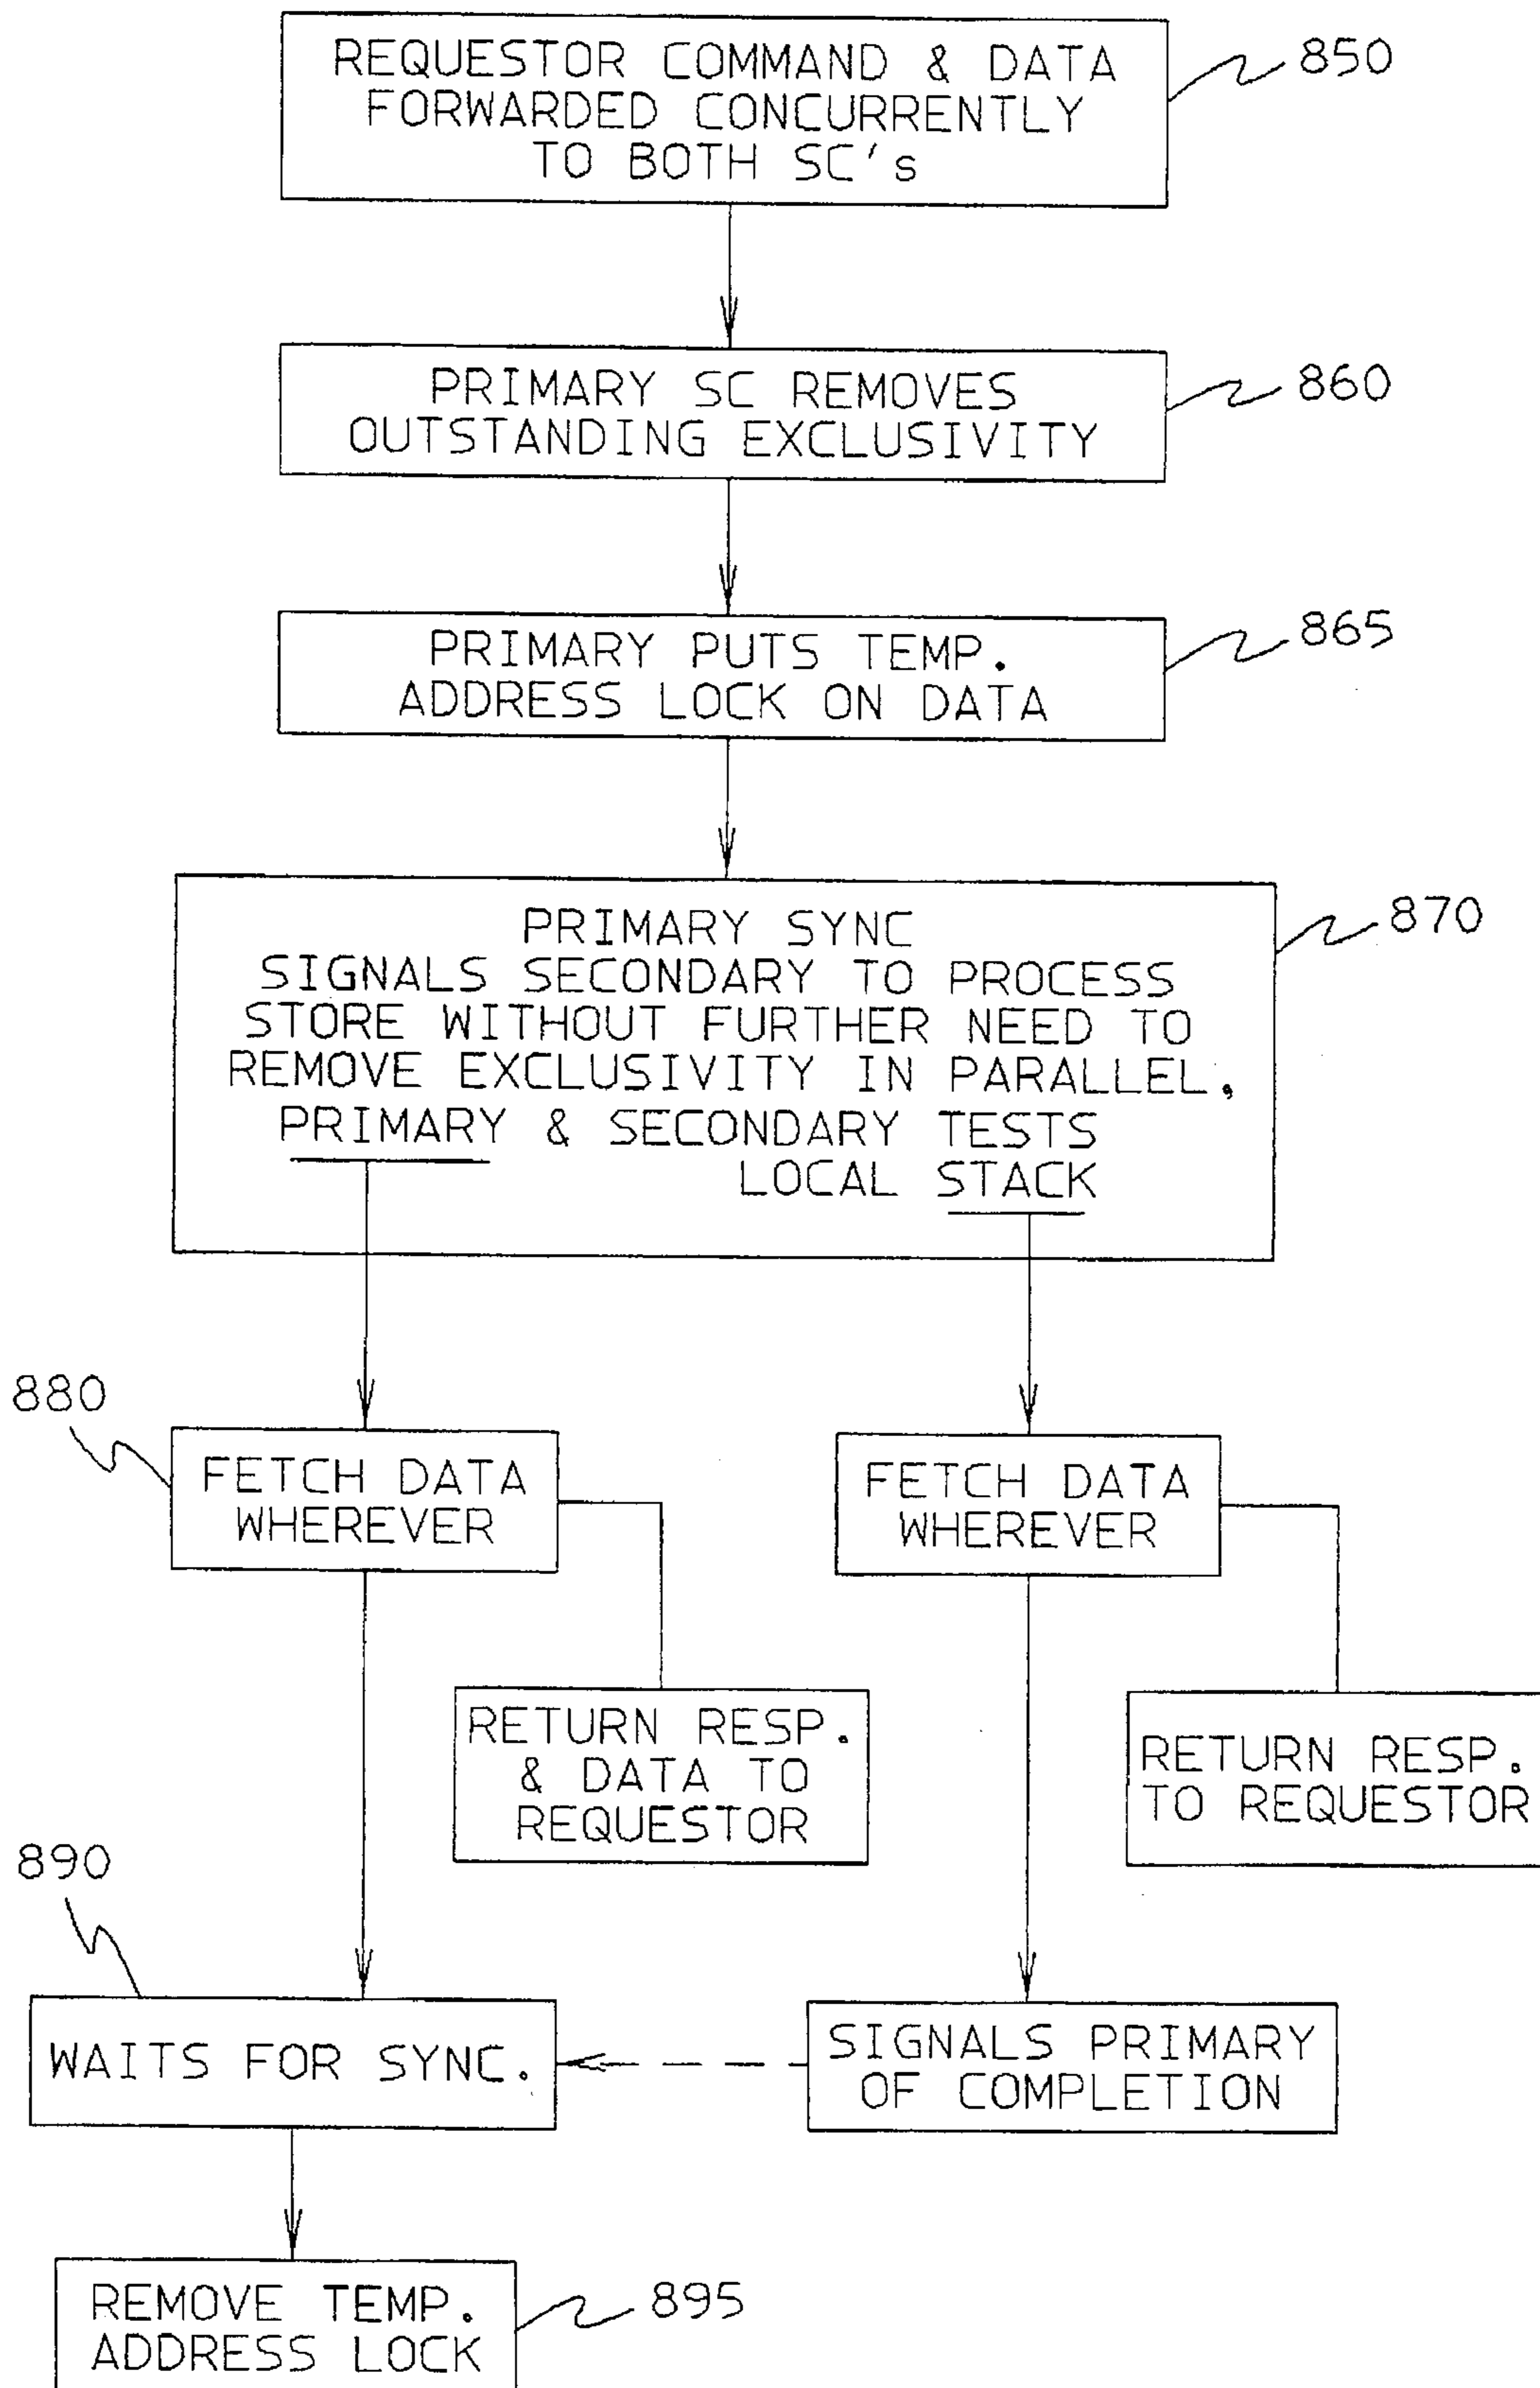 REQUESTOR COMMAND & DATA
FORWARDED CONCURRENTLY
TO BOTH SC's
850
PRIMARY SC REMOVES
OUTSTANDING EXCLUSIVITY
860
PRIMARY PUTS TEMP.
ADDRESS LOCK ON DATA
865
PRIMARY SYNC
SIGNALS SECONDARY TO PROCESS
STORE WITHOUT FURTHER NEED TO
REMOVE EXCLUSIVITY IN PARALLEL,
PRIMARY & SECONDARY TESTS
LOCAL STACK
870
880
FETCH DATA
WHEREVER
FETCH DATA
WHEREVER
RETURN RESP.
& DATA TO
REQUESTOR
RETURN RESP.
TO REQUESTOR
890
WAITS FOR SYNC.
SIGNALS PRIMARY
OF COMPLETION
REMOVE TEMP.
ADDRESS LOCK
895